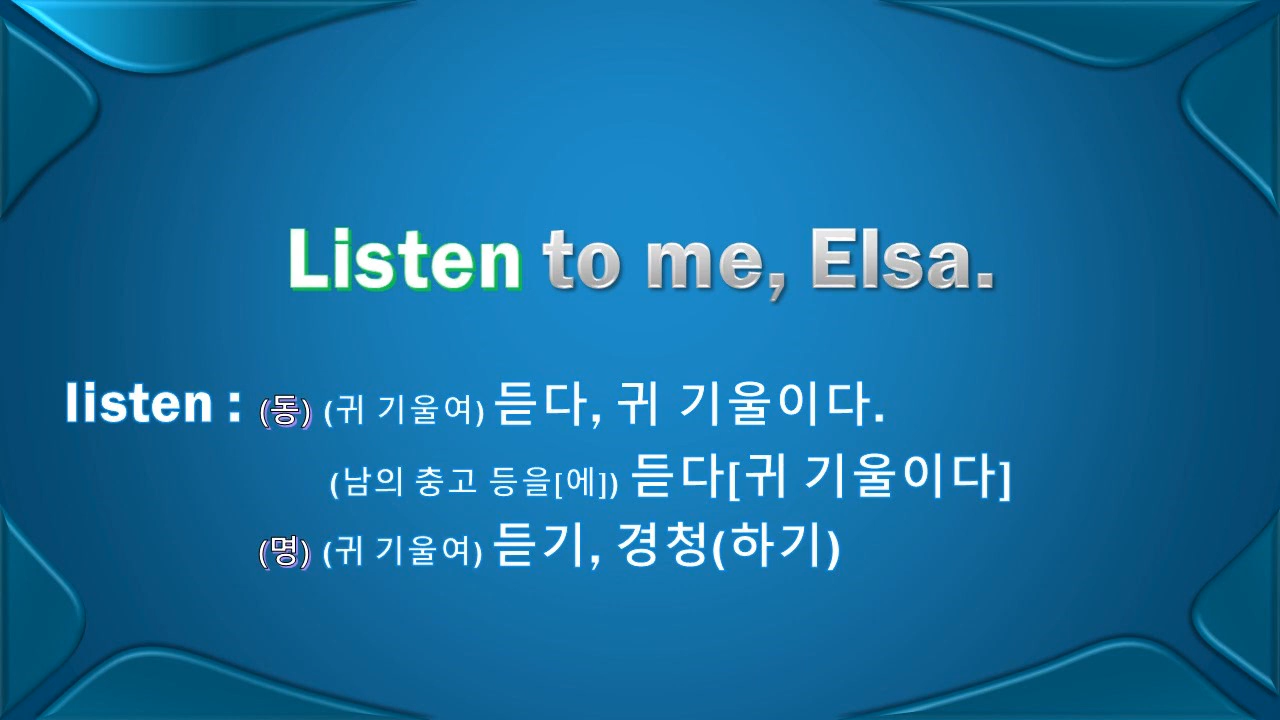 Listen to me, Elsa.
listen : (동) (귀 기울여) 듣다, 귀 기울이다.
(남의 충고 등을[에]) 듣다[귀 기울이다]
(명) (귀 기울여) 듣기, 경청(하기)